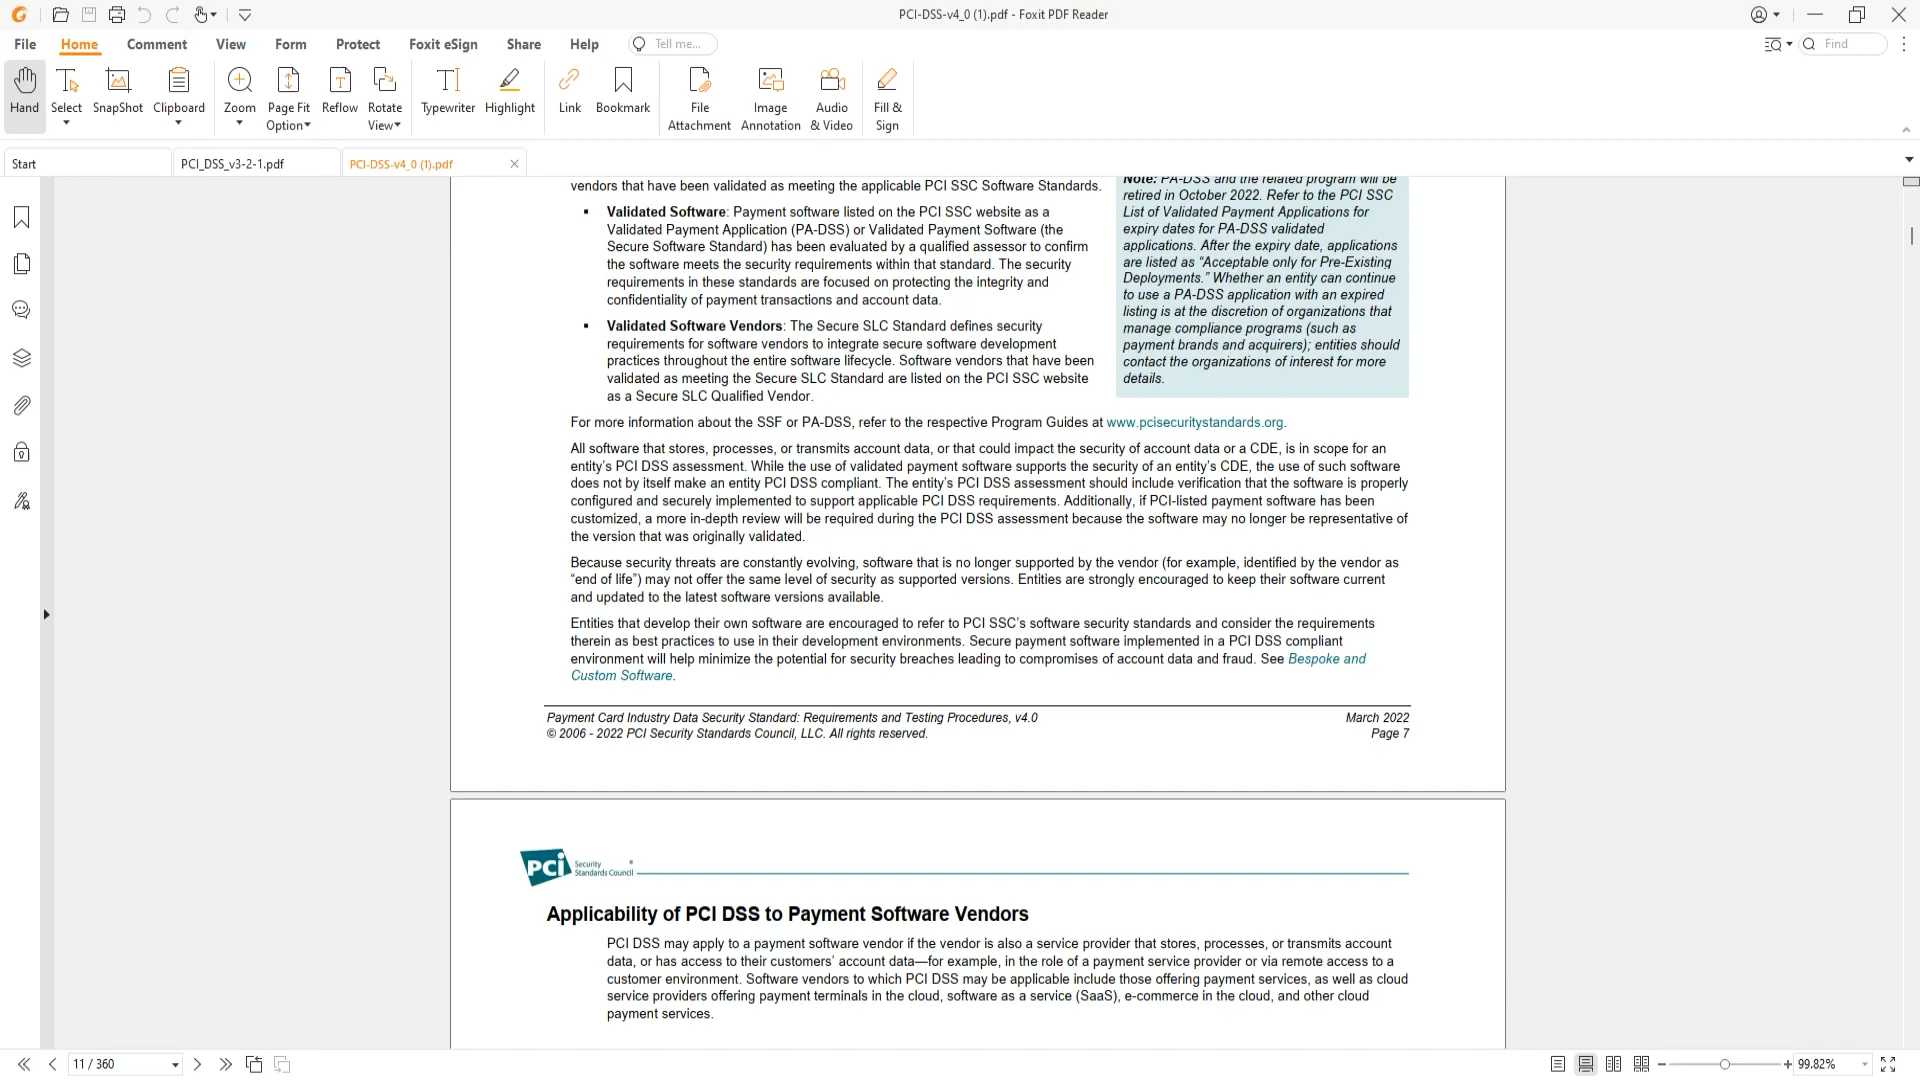 PCI-DSS-v4_0 (1).pdf - Foxit PDF Reader
File Home Comment View Form Protect Foxit eSign Share Help Tell me... Find
Hand Select SnapShot Clipboard Zoom Page Fit Option Reflow Rotate View Typewriter Highlight Link Bookmark File Attachment Image Annotation Audio & Video Fill & Sign
Start PCI_DSS_v3-2-1.pdf PCI-DSS-v4_0 (1).pdf
vendors that have been validated as meeting the applicable PCI SSC Software Standards.
▪ Validated Software: Payment software listed on the PCI SSC website as a
Validated Payment Application (PA-DSS) or Validated Payment Software (the
Secure Software Standard) has been evaluated by a qualified assessor to confirm
the software meets the security requirements within that standard. The security
requirements in these standards are focused on protecting the integrity and
confidentiality of payment transactions and account data.
▪ Validated Software Vendors: The Secure SLC Standard defines security
requirements for software vendors to integrate secure software development
practices throughout the entire software lifecycle. Software vendors that have been
validated as meeting the Secure SLC Standard are listed on the PCI SSC website
as a Secure SLC Qualified Vendor.
Note: PA-DSS and the related program will be
retired in October 2022. Refer to the PCI SSC
List of Validated Payment Applications for
expiry dates for PA-DSS validated
applications. After the expiry date, applications
are listed as “Acceptable only for Pre-Existing
Deployments.” Whether an entity can continue
to use a PA-DSS application with an expired
listing is at the discretion of organizations that
manage compliance programs (such as
payment brands and acquirers); entities should
contact the organizations of interest for more
details.
For more information about the SSF or PA-DSS, refer to the respective Program Guides at www.pcisecuritystandards.org.
All software that stores, processes, or transmits account data, or that could impact the security of account data or a CDE, is in scope for an
entity’s PCI DSS assessment. While the use of validated payment software supports the security of an entity’s CDE, the use of such software
does not by itself make an entity PCI DSS compliant. The entity’s PCI DSS assessment should include verification that the software is properly
configured and securely implemented to support applicable PCI DSS requirements. Additionally, if PCI-listed payment software has been
customized, a more in-depth review will be required during the PCI DSS assessment because the software may no longer be representative of
the version that was originally validated.
Because security threats are constantly evolving, software that is no longer supported by the vendor (for example, identified by the vendor as
“end of life”) may not offer the same level of security as supported versions. Entities are strongly encouraged to keep their software current
and updated to the latest software versions available.
Entities that develop their own software are encouraged to refer to PCI SSC’s software security standards and consider the requirements
therein as best practices to use in their development environments. Secure payment software implemented in a PCI DSS compliant
environment will help minimize the potential for security breaches leading to compromises of account data and fraud. See Bespoke and
Custom Software.
Payment Card Industry Data Security Standard: Requirements and Testing Procedures, v4.0 March 2022
© 2006 - 2022 PCI Security Standards Council, LLC. All rights reserved. Page 7
PCI Security
Standards Council
Applicability of PCI DSS to Payment Software Vendors
PCI DSS may apply to a payment software vendor if the vendor is also a service provider that stores, processes, or transmits account
data, or has access to their customers’ account data—for example, in the role of a payment service provider or via remote access to a
customer environment. Software vendors to which PCI DSS may be applicable include those offering payment services, as well as cloud
service providers offering payment terminals in the cloud, software as a service (SaaS), e-commerce in the cloud, and other cloud
payment services.
11 / 360 99.82%